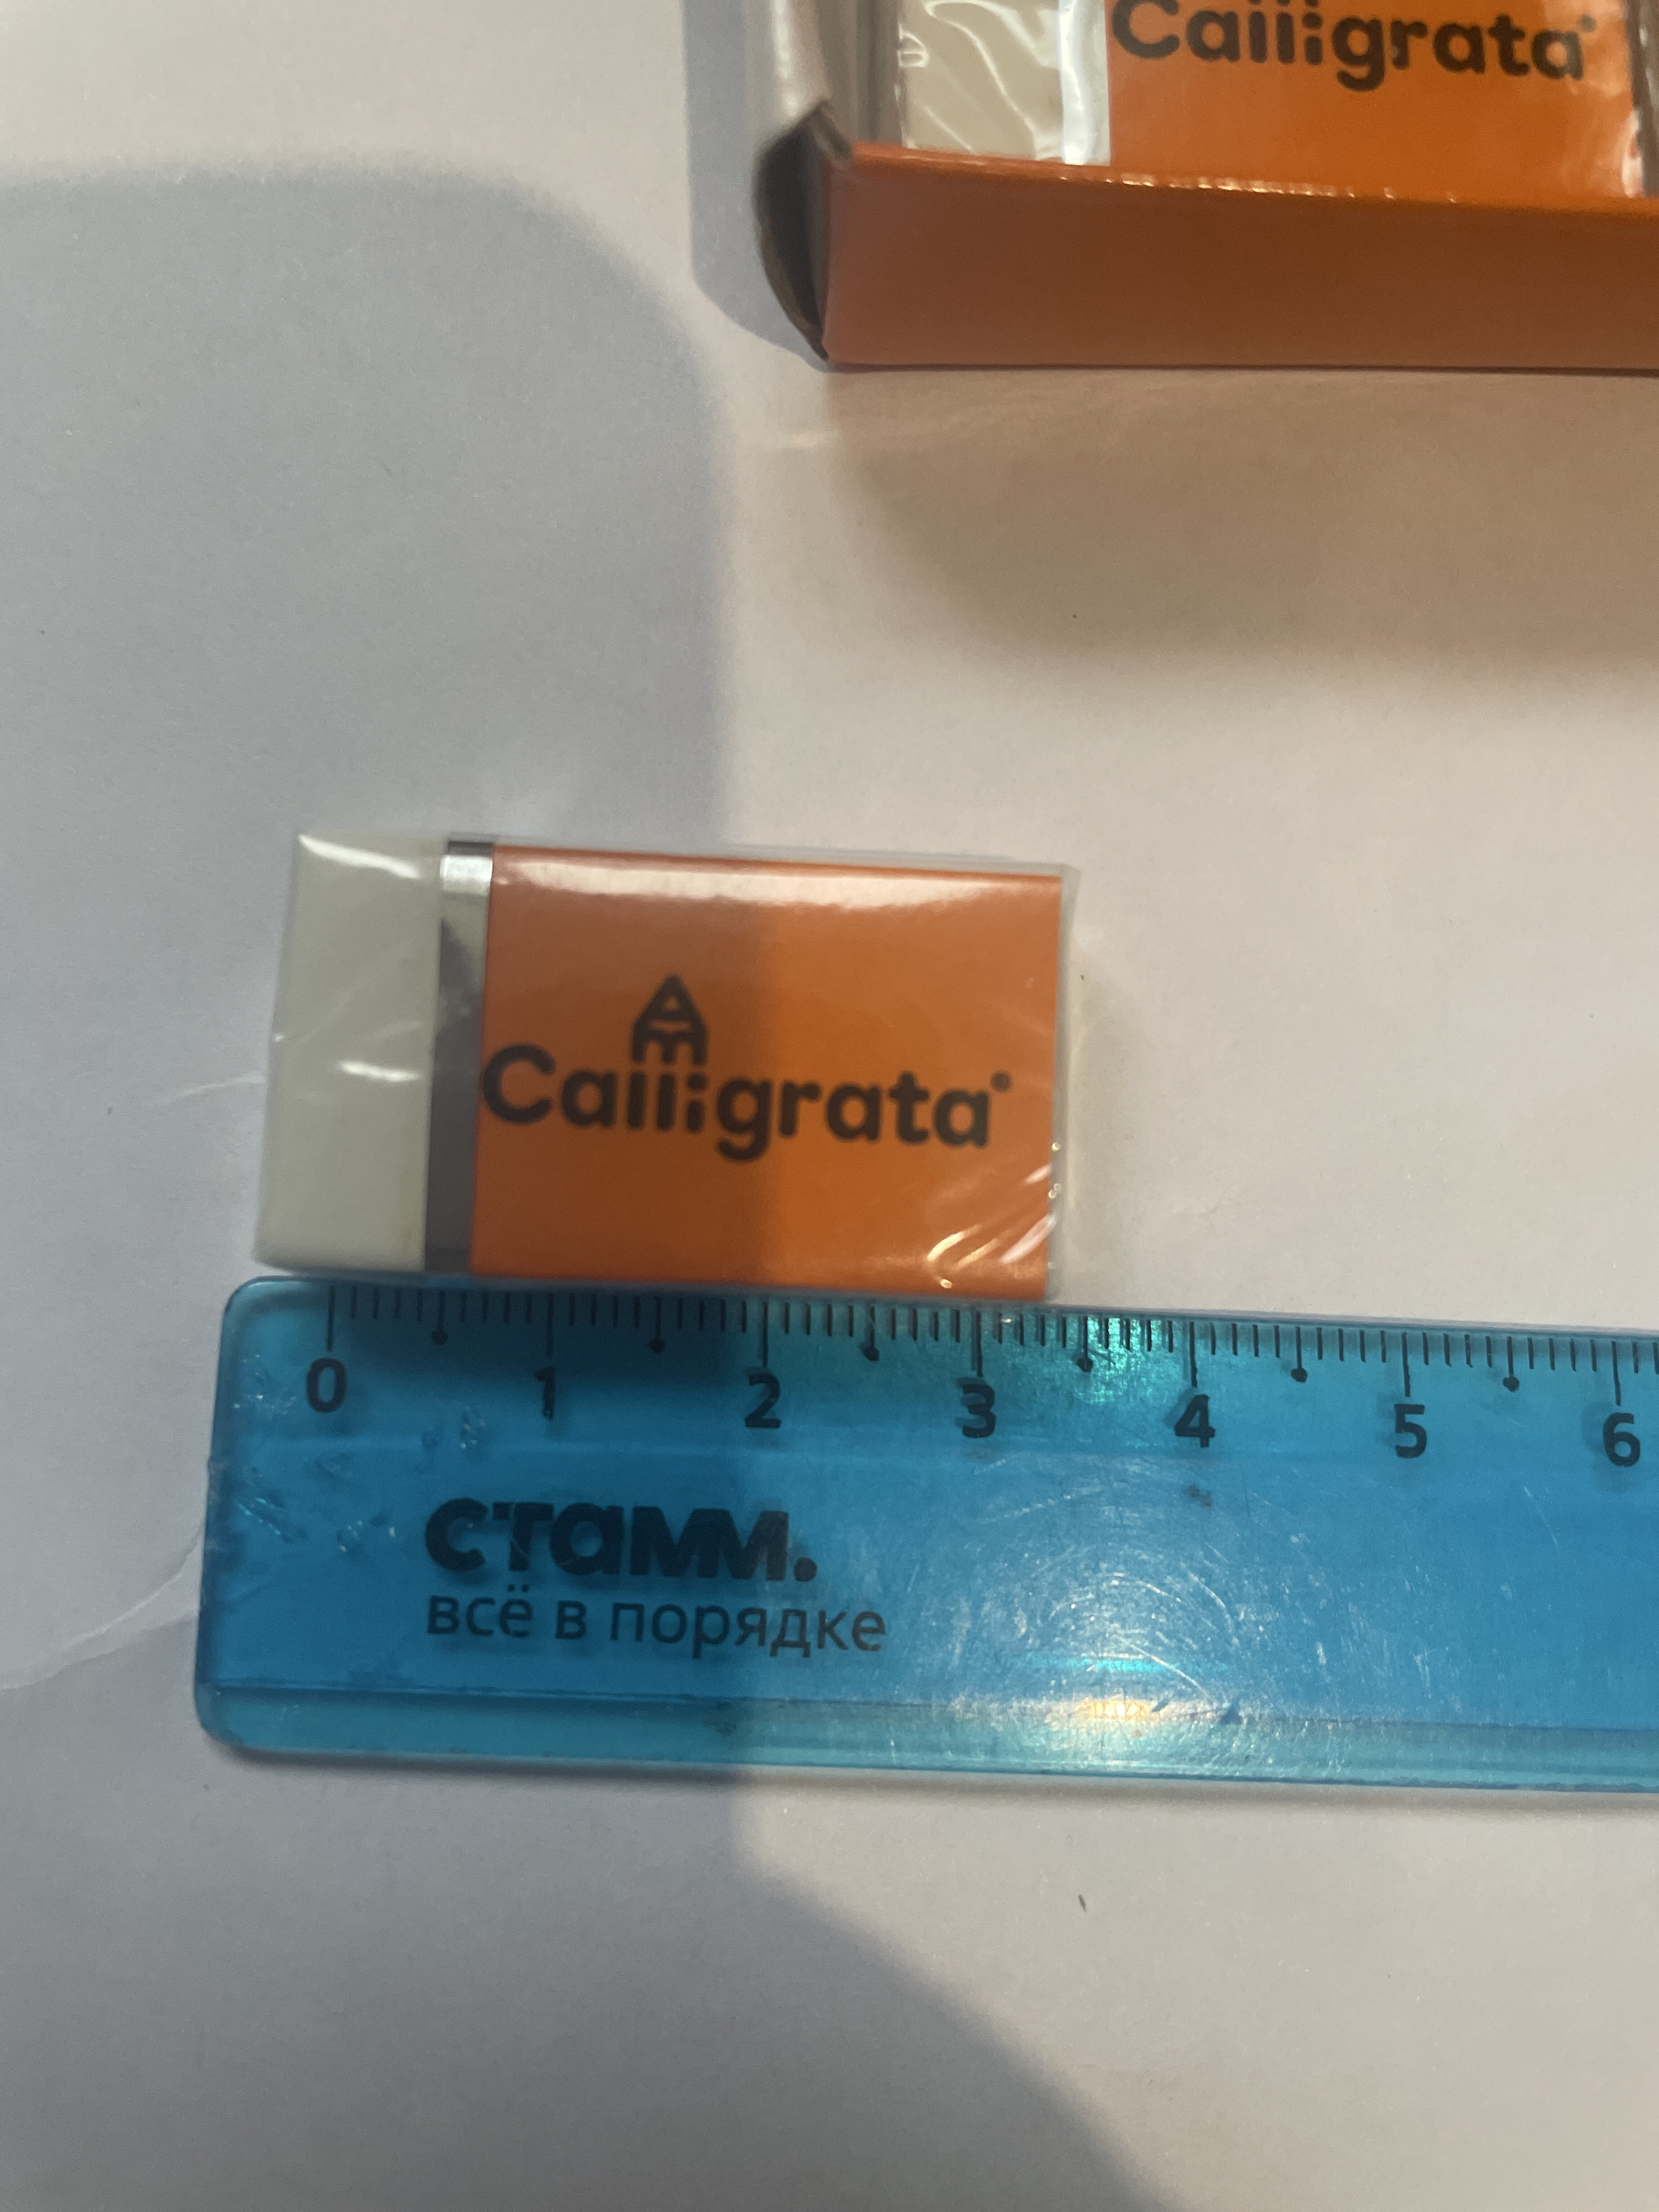 Calligrata
Calligrata
0 1 2 3 4 5 6
стамм.
всё в порядке